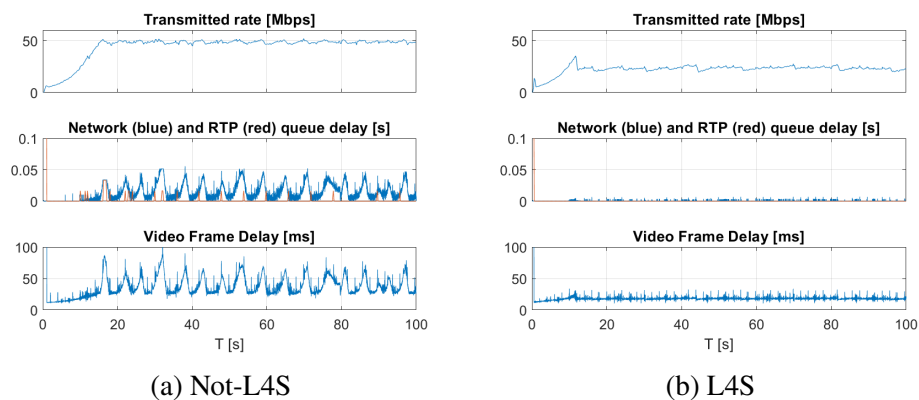 Transmitted rate [Mbps]
50
0
Network (blue) and RTP (red) queue delay [s]
0.1
0.05
0
Video Frame Delay [ms]
100
50
0
0 20 40 60 80 100
T [s]
(a) Not-L4S
Transmitted rate [Mbps]
50
0
Network (blue) and RTP (red) queue delay [s]
0.1
0.05
0
Video Frame Delay [ms]
100
50
0
0 20 40 60 80 100
T [s]
(b) L4S